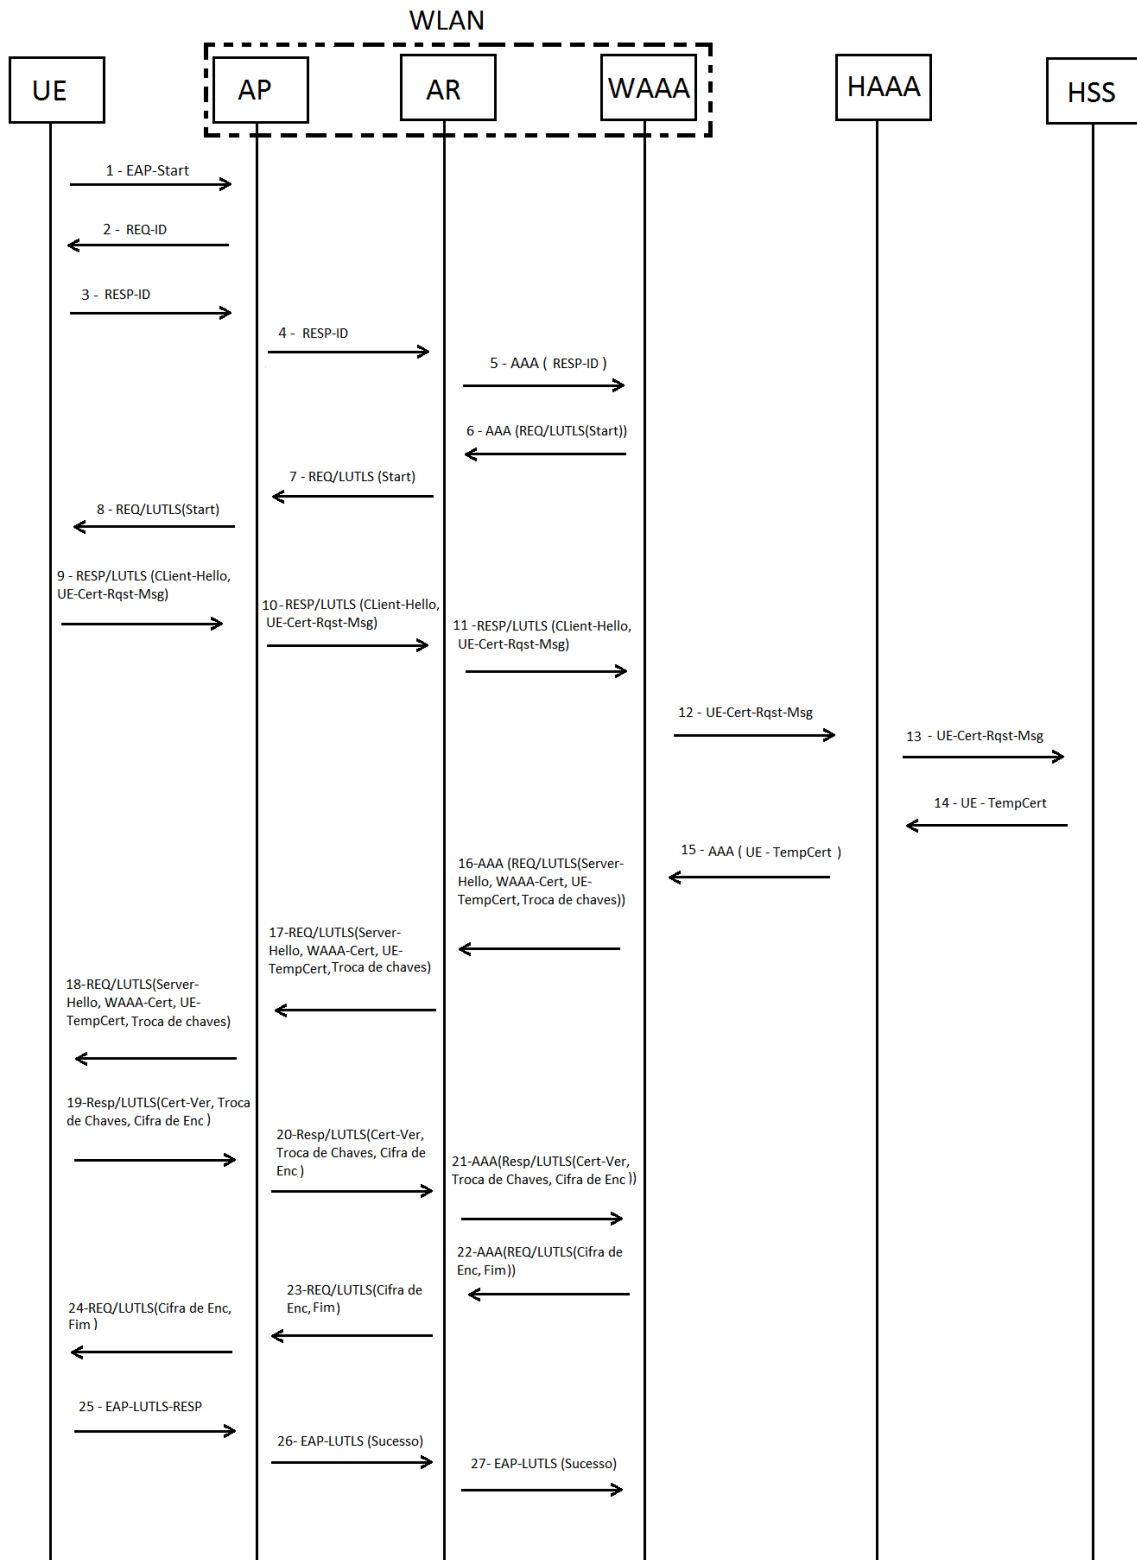 WLAN
UE
AP
AR
WAAA
HAAA
HSS
1 - EAP-Start
2 - REQ-ID
3 - RESP-ID
4 - RESP-ID
5 - AAA ( RESP-ID )
6 - AAA (REQ/LUTLS(Start))
7 - REQ/LUTLS (Start)
8 - REQ/LUTLS(Start)
9 - RESP/LUTLS (CLient-Hello,
UE-Cert-Rqst-Msg)
10-RESP/LUTLS (CLient-Hello,
UE-Cert-Rqst-Msg)
11 -RESP/LUTLS (CLient-Hello,
UE-Cert-Rqst-Msg)
12 - UE-Cert-Rqst-Msg
13 - UE-Cert-Rqst-Msg
14 - UE - TempCert
15 - AAA ( UE - TempCert )
16-AAA (REQ/LUTLS(Server-
Hello, WAAA-Cert, UE-
TempCert,Troca de chaves))
17-REQ/LUTLS(Server-
Hello, WAAA-Cert, UE-
TempCert,Troca de chaves)
18-REQ/LUTLS(Server-
Hello, WAAA-Cert, UE-
TempCert, Troca de chaves)
19-Resp/LUTLS(Cert-Ver, Troca
de Chaves, Cifra de Enc )
20-Resp/LUTLS(Cert-Ver,
Troca de Chaves, Cifra de
Enc )
21-AAA(Resp/LUTLS(Cert-Ver,
Troca de Chaves, Cifra de Enc ))
22-AAA(REQ/LUTLS(Cifra de
Enc, Fim))
23-REQ/LUTLS(Cifra de
Enc, Fim)
24-REQ/LUTLS(Cifra de Enc,
Fim )
25 - EAP-LUTLS-RESP
26- EAP-LUTLS (Sucesso)
27- EAP-LUTLS (Sucesso)